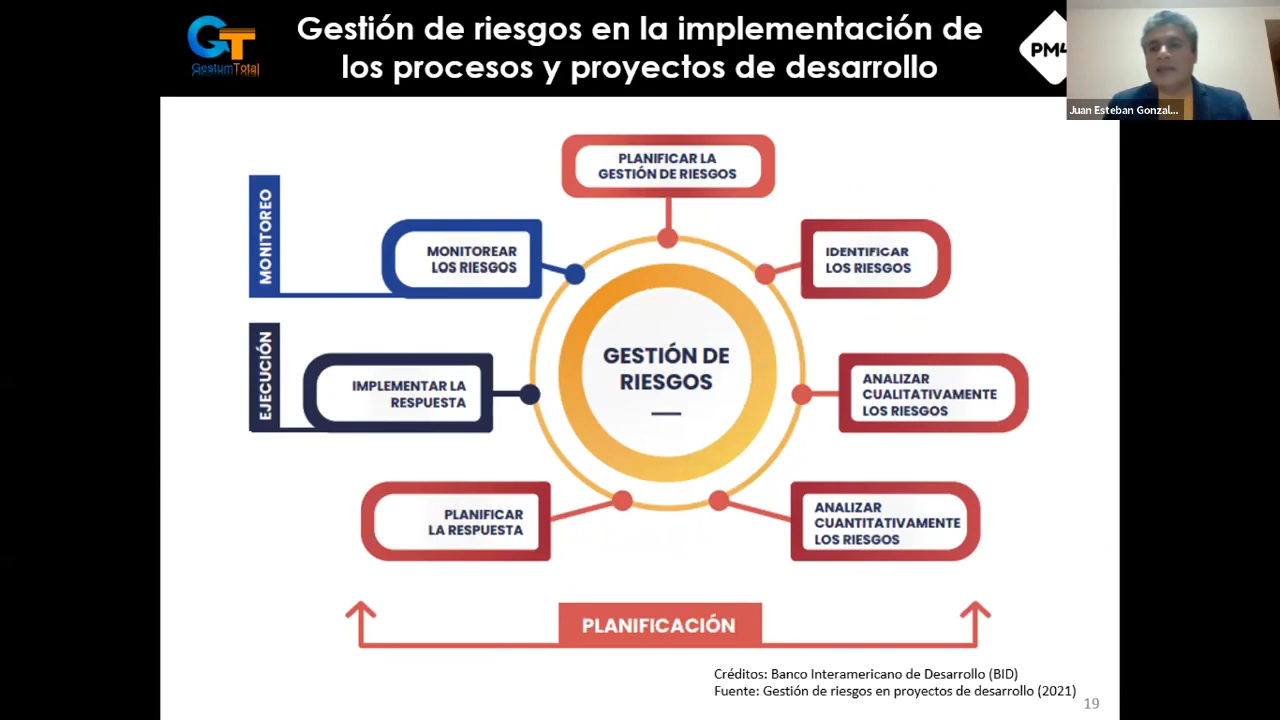 Gestión de riesgos en la implementación de
los procesos y proyectos de desarrollo
GT
GestumTotal
PM4
Juan Esteban Gonzal...
PLANIFICAR LA
GESTIÓN DE RIESGOS
MONITOREO
MONITOREAR
LOS RIESGOS
IDENTIFICAR
LOS RIESGOS
GESTIÓN DE
RIESGOS
EJECUCIÓN
IMPLEMENTAR LA
RESPUESTA
ANALIZAR
CUALITATIVAMENTE
LOS RIESGOS
PLANIFICAR
LA RESPUESTA
ANALIZAR
CUANTITATIVAMENTE
LOS RIESGOS
PLANIFICACIÓN
Créditos: Banco Interamericano de Desarrollo (BID)
Fuente: Gestión de riesgos en proyectos de desarrollo (2021)
19